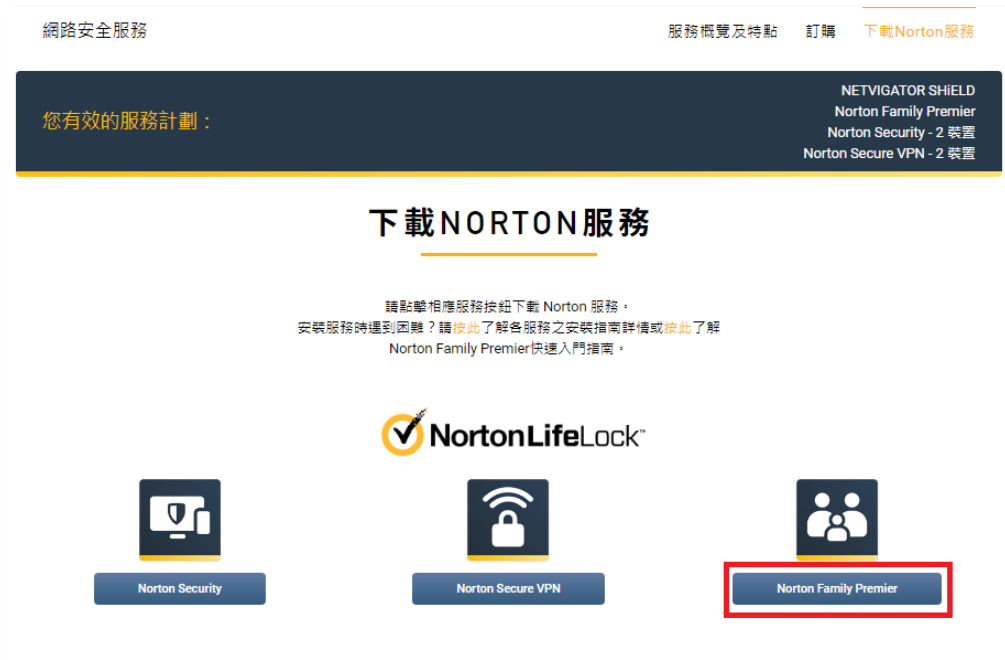 網路安全服務
服務概覽及特點 訂購 下載Norton服務
您有效的服務計劃：
NETVIGATOR SHiELD
Norton Family Premier
Norton Security - 2 裝置
Norton Secure VPN - 2 裝置
下載NORTON服務
請點擊相應服務按鈕下載 Norton 服務。
安裝服務時遇到困難？請按此了解各服務之安裝指南詳情或按此了解
Norton Family Premier快速入門指南。
NortonLifeLock™
Norton Security
Norton Secure VPN
Norton Family Premier